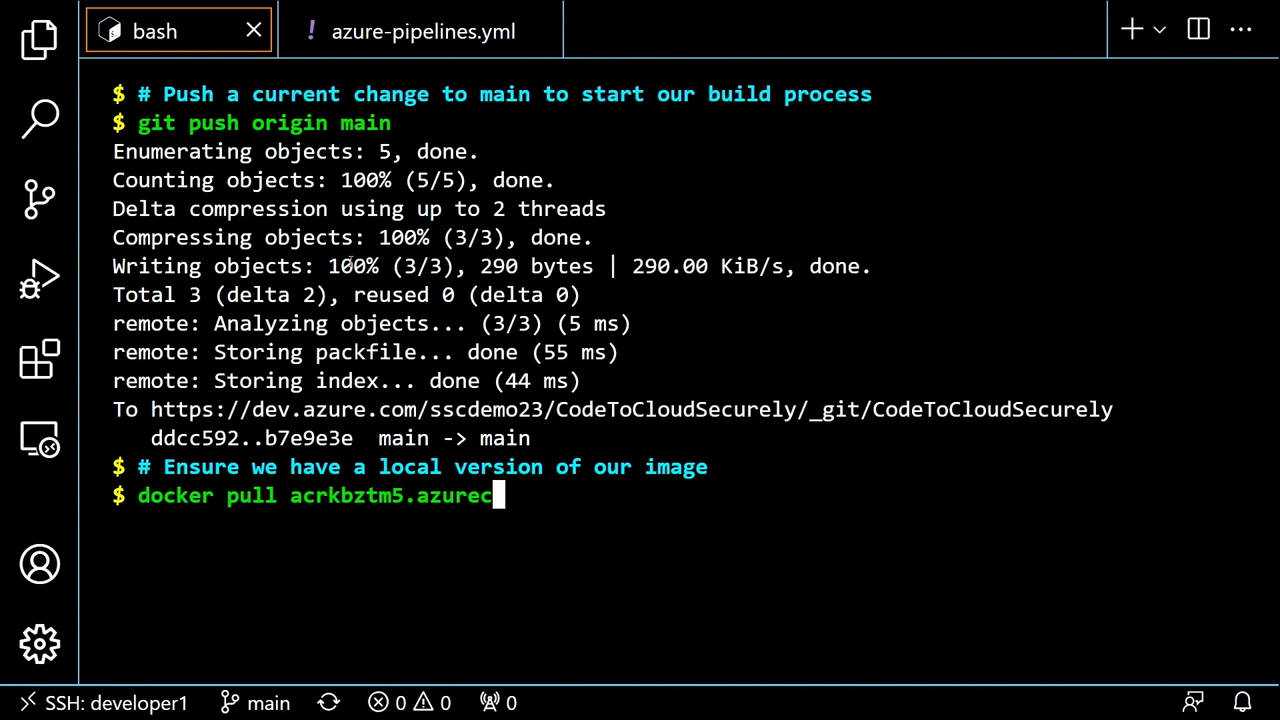 bash
! azure-pipelines.yml
$ # Push a current change to main to start our build process
$ git push origin main
Enumerating objects: 5, done.
Counting objects: 100% (5/5), done.
Delta compression using up to 2 threads
Compressing objects: 100% (3/3), done.
Writing objects: 100% (3/3), 290 bytes | 290.00 KiB/s, done.
Total 3 (delta 2), reused 0 (delta 0)
remote: Analyzing objects... (3/3) (5 ms)
remote: Storing packfile... done (55 ms)
remote: Storing index... done (44 ms)
To https://dev.azure.com/sscdemo23/CodeToCloudSecurely/_git/CodeToCloudSecurely
ddcc592..b7e9e3e  main -> main
$ # Ensure we have a local version of our image
$ docker pull acrkbztm5.azurec
SSH: developer1 main 0 0 0